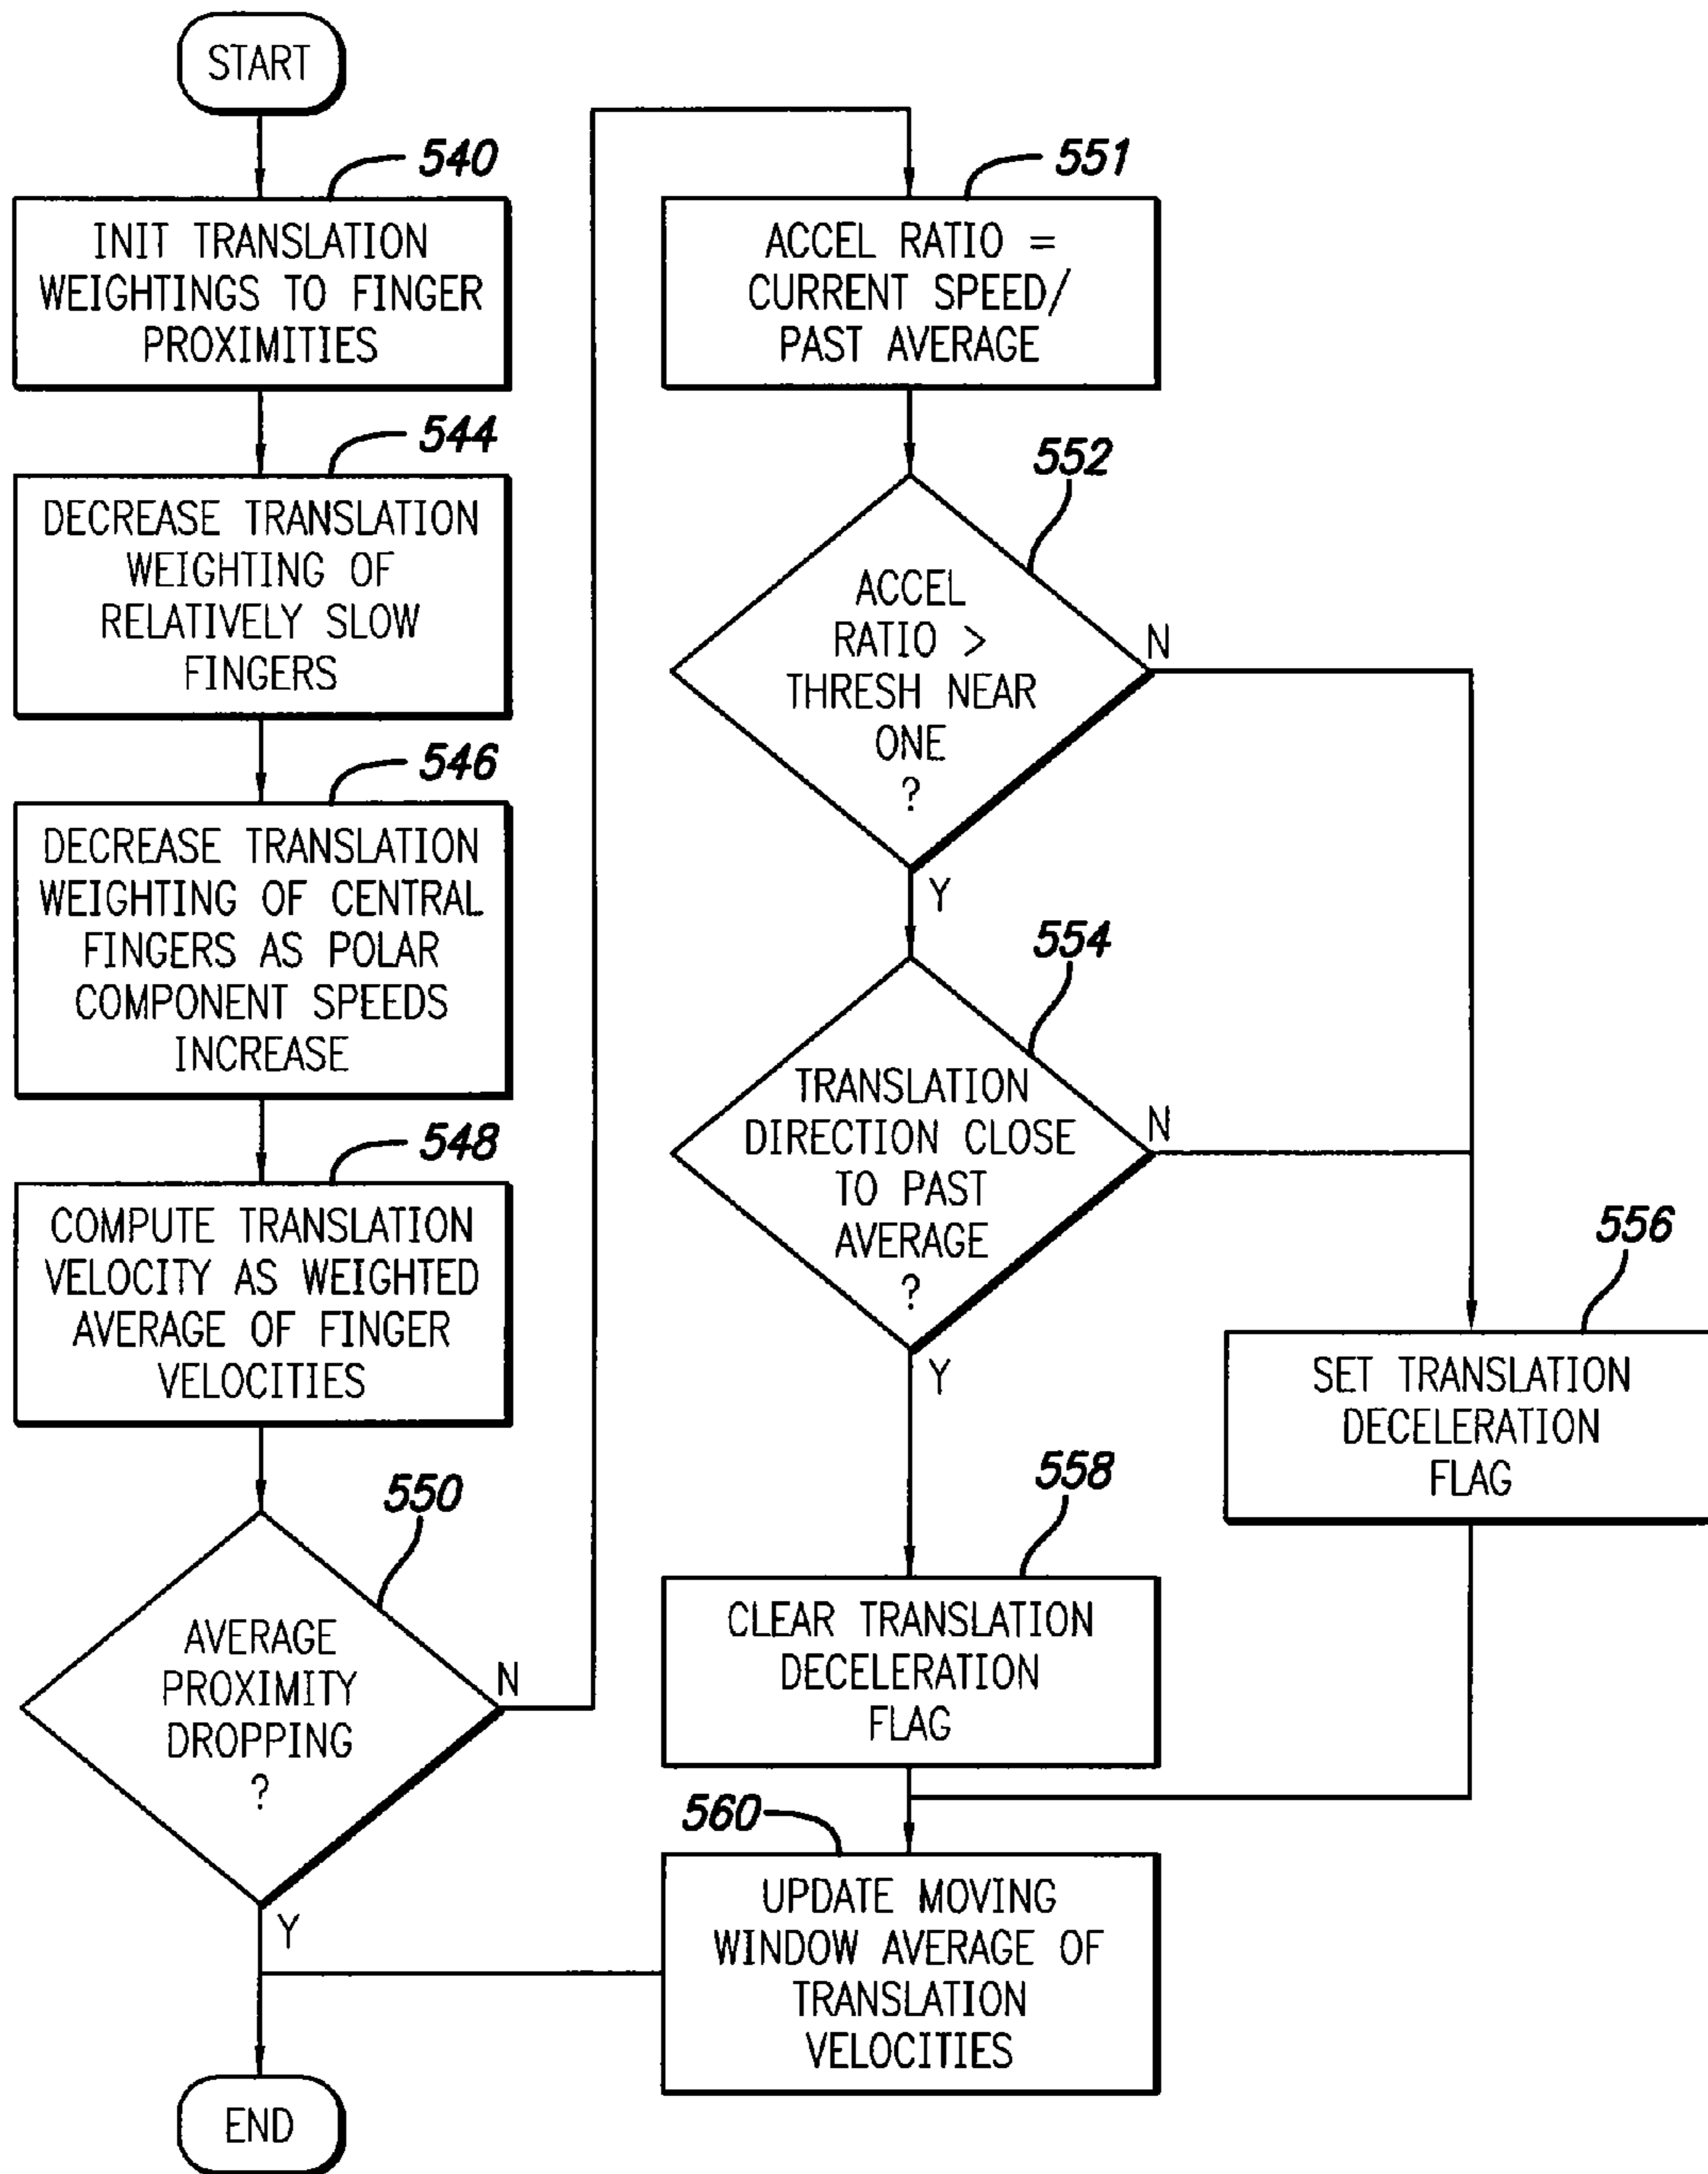 START
540
INIT TRANSLATION
WEIGHTINGS TO FINGER
PROXIMITIES
544
DECREASE TRANSLATION
WEIGHTING OF
RELATIVELY SLOW
FINGERS
546
DECREASE TRANSLATION
WEIGHTING OF CENTRAL
FINGERS AS POLAR
COMPONENT SPEEDS
INCREASE
548
COMPUTE TRANSLATION
VELOCITY AS WEIGHTED
AVERAGE OF FINGER
VELOCITIES
550
AVERAGE
PROXIMITY
DROPPING
?
N
Y
551
ACCEL RATIO =
CURRENT SPEED/
PAST AVERAGE
552
ACCEL
RATIO >
THRESH NEAR
ONE
?
N
Y
554
TRANSLATION
DIRECTION CLOSE
TO PAST
AVERAGE
?
N
Y
556
SET TRANSLATION
DECELERATION
FLAG
558
CLEAR TRANSLATION
DECELERATION
FLAG
560
UPDATE MOVING
WINDOW AVERAGE OF
TRANSLATION
VELOCITIES
END